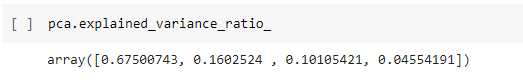 [ ] pca.explained_variance_ratio_
array([0.67500743, 0.1602524 , 0.10105421, 0.04554191])